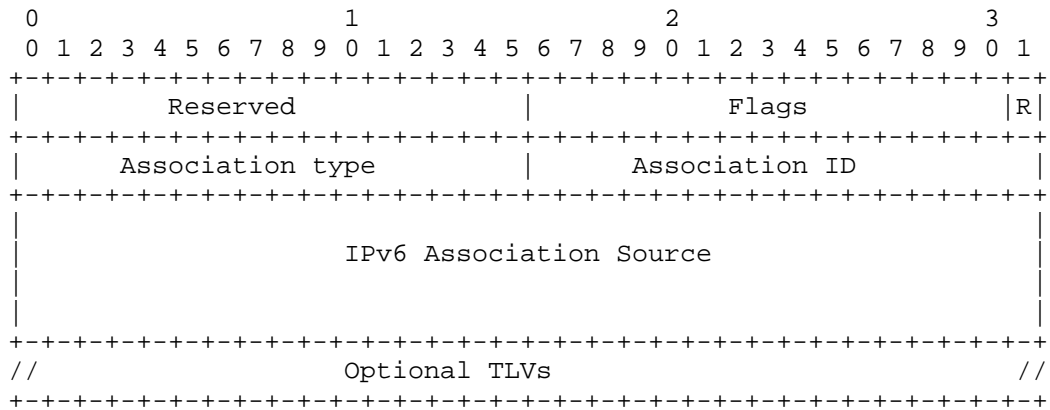 0                   1                   2                   3
 0 1 2 3 4 5 6 7 8 9 0 1 2 3 4 5 6 7 8 9 0 1 2 3 4 5 6 7 8 9 0 1
+-+-+-+-+-+-+-+-+-+-+-+-+-+-+-+-+-+-+-+-+-+-+-+-+-+-+-+-+-+-+-+-+
|         Reserved              |            Flags            |R|
+-+-+-+-+-+-+-+-+-+-+-+-+-+-+-+-+-+-+-+-+-+-+-+-+-+-+-+-+-+-+-+-+
|      Association type         |      Association ID           |
+-+-+-+-+-+-+-+-+-+-+-+-+-+-+-+-+-+-+-+-+-+-+-+-+-+-+-+-+-+-+-+-+
|                                                               |
|                    IPv6 Association Source                    |
|                                                               |
|                                                               |
+-+-+-+-+-+-+-+-+-+-+-+-+-+-+-+-+-+-+-+-+-+-+-+-+-+-+-+-+-+-+-+-+
//                   Optional TLVs                             //
+-+-+-+-+-+-+-+-+-+-+-+-+-+-+-+-+-+-+-+-+-+-+-+-+-+-+-+-+-+-+-+-+